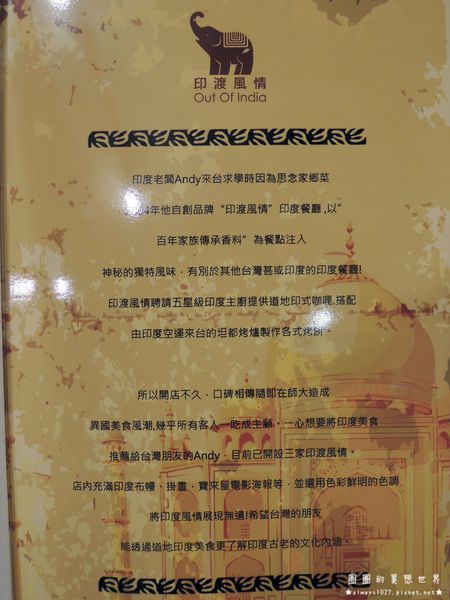 印渡風情
Out Of India
印度老闆Andy來台求學時因為思念家鄉菜
4年他自創品牌“印渡風情”印度餐廳,以”
百年家族傳承香料”為餐點注入
神秘的獨特風味，有別於其他台灣甚或印度的印度餐廳!
印渡風情聘請五星級印度主廚提供道地印式咖哩,搭配
由印度空運來台的坦都烤爐製作各式烤餅。
所以開店不久，口碑相傳隨即在師大造成
異國美食風潮,幾乎所有客人一吃成主顧，一心想要將印度美食
推薦給台灣朋友的Andy，目前已開設三家印渡風情。
店內充滿印度布幔、掛畫，寶來屋電影海報等，並選用色彩鮮明的色調
將印度風情展現無遺!希望台灣的朋友
能透過道地印度美食更了解印度古老的文化內涵。
圈圈的異想世界
★always1027.pixnet.net★